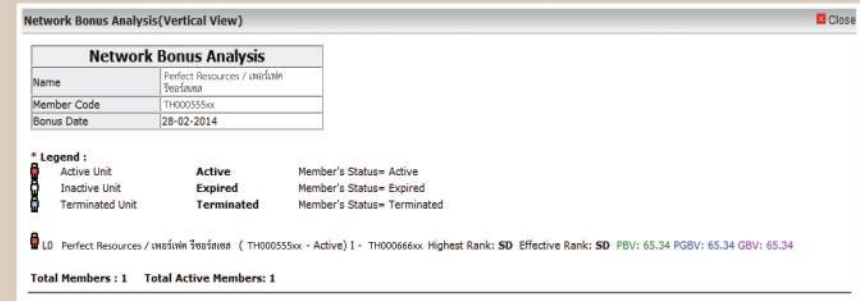 Network Bonus Analysis(Vertical View)
Close
Network Bonus Analysis
Name
Perfect Resources / เพอร์เฟค
รีซอร์สเซส
Member Code
TH000555xx
Bonus Date
28-02-2014
* Legend :
Active Unit Active Member's Status= Active
Inactive Unit Expired Member's Status= Expired
Terminated Unit Terminated Member's Status= Terminated
L0 Perfect Resources / เพอร์เฟค รีซอร์สเซส ( TH000555xx - Active) I - TH000666xx Highest Rank: SD Effective Rank: SD PBV: 65.34 PGBV: 65.34 GBV: 65.34
Total Members : 1 Total Active Members: 1